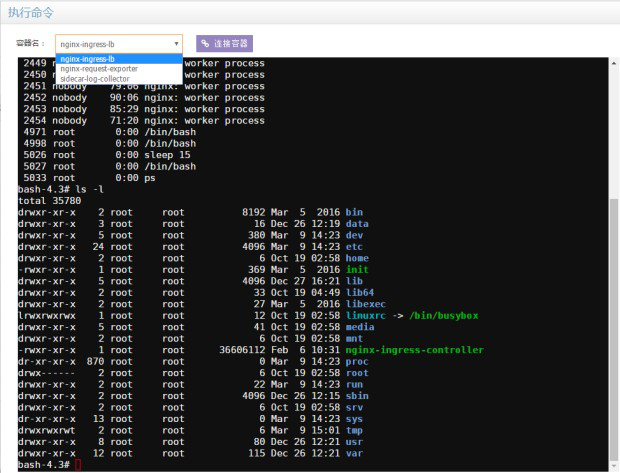 执行命令
容器名： nginx-ingress-lb 连接容器
nginx-ingress-lb
nginx-request-exporter
sidecar-log-collector
2449 worker process
2450 worker process
2451 nobody 79:06 nginx: worker process
2452 nobody 90:06 nginx: worker process
2453 nobody 85:29 nginx: worker process
2454 nobody 71:20 nginx: worker process
4971 root 0:00 /bin/bash
4998 root 0:00 /bin/bash
5026 root 0:00 sleep 15
5027 root 0:00 /bin/bash
5033 root 0:00 ps
bash-4.3# ls -l
total 35780
drwxr-xr-x 2 root root 8192 Mar 5 2016 bin
drwxr-xr-x 3 root root 16 Dec 26 12:19 data
drwxr-xr-x 5 root root 380 Mar 9 14:23 dev
drwxr-xr-x 24 root root 4096 Mar 9 14:23 etc
drwxr-xr-x 2 root root 6 Oct 19 02:58 home
-rwxr-xr-x 1 root root 369 Mar 5 2016 init
drwxr-xr-x 5 root root 4096 Dec 27 16:21 lib
drwxr-xr-x 2 root root 33 Oct 19 04:49 lib64
drwxr-xr-x 2 root root 27 Mar 5 2016 libexec
lrwxrwxrwx 1 root root 12 Oct 19 02:58 linuxrc -> /bin/busybox
drwxr-xr-x 5 root root 41 Oct 19 02:58 media
drwxr-xr-x 2 root root 6 Oct 19 02:58 mnt
-rwxr-xr-x 1 root root 36606112 Feb 6 10:31 nginx-ingress-controller
dr-xr-xr-x 870 root root 0 Mar 9 14:23 proc
drwx------ 2 root root 6 Oct 19 02:58 root
drwxr-xr-x 2 root root 22 Mar 9 14:23 run
drwxr-xr-x 2 root root 4096 Dec 26 12:15 sbin
drwxr-xr-x 2 root root 6 Oct 19 02:58 srv
dr-xr-xr-x 13 root root 0 Mar 9 14:23 sys
drwxrwxrwt 2 root root 6 Mar 9 15:01 tmp
drwxr-xr-x 8 root root 80 Dec 26 12:21 usr
drwxr-xr-x 12 root root 115 Dec 26 12:21 var
bash-4.3#